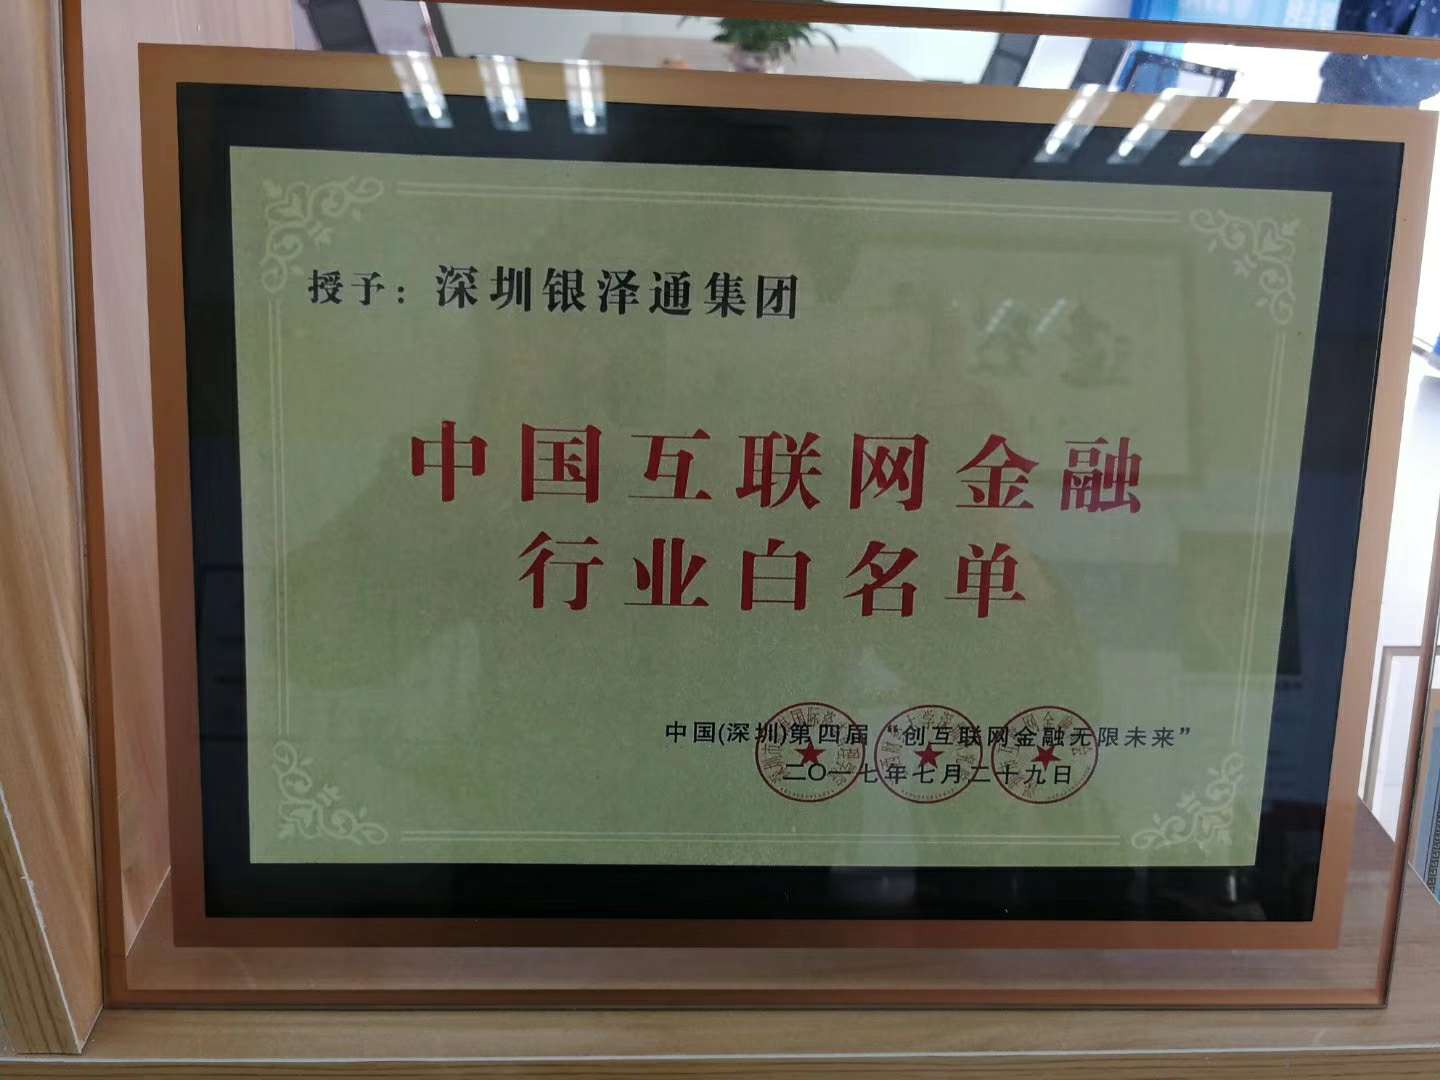 授予：深圳银泽通集团
中国互联网金融
行业白名单
中国(深圳)第四届“创互联网金融无限未来”
二〇一七年七月二十九日